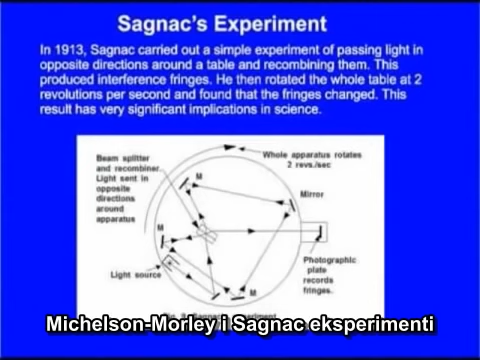 Sagnac's Experiment
In 1913, Sagnac carried out a simple experiment of passing light in
opposite directions around a table and recombining them. This
produced interference fringes. He then rotated the whole table at 2
revolutions per second and found that the fringes changed. This
result has very significant implications in science.
Beam splitter
and recombiner.
Light sent in
opposite
directions
around
apparatus
Whole apparatus rotates
2 revs./sec
M
Mirror
M
Light source
M
Photographic
plate
records
fringes.
Michelson-Morley i Sagnac eksperimenti